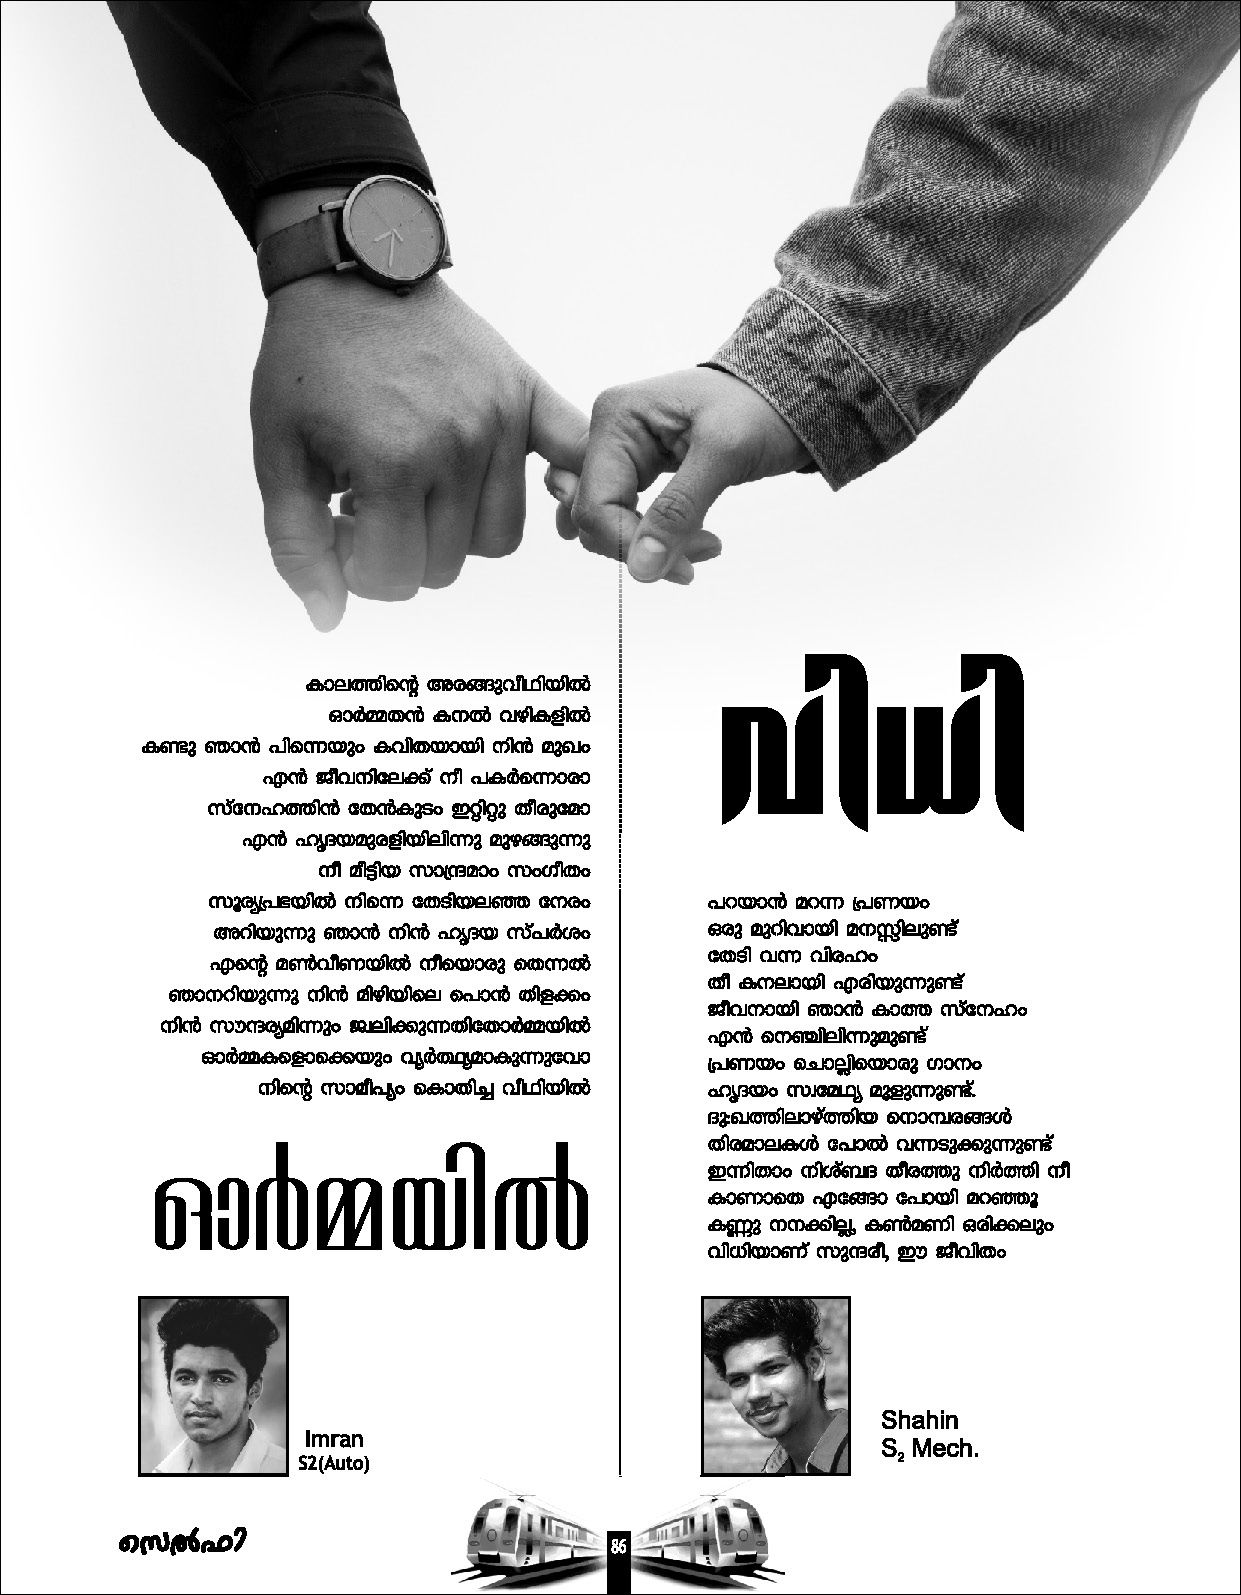 കാലത്തിന്റെ അരങ്ങുവീഥിയിൽ
ഓർമ്മതൻ കനൽ വഴികളിൽ
കണ്ടു ഞാൻ പിന്നെയും കവിതയായി നിൻ മുഖം
എൻ ജീവനിലേക്ക് നീ പകർന്നൊരാ
സ്നേഹത്തിൻ തേൻകുടം ഇറ്റിറ്റു തീരുമോ
എൻ ഹൃദയമുരളിയിലിന്നു മുഴങ്ങുന്നു
നീ മീട്ടിയ സാന്ദ്രമാം സംഗീതം
സൂര്യപ്രഭയിൽ നിന്നെ തേടിയലഞ്ഞ നേരം
അറിയുന്നു ഞാൻ നിൻ ഹൃദയ സ്പർശം
എന്റെ മൺവീണയിൽ നീയൊരു തെന്നൽ
ഞാനറിയുന്നു നിൻ മിഴിയിലെ പൊൻ തിളക്കം
നിൻ സൗന്ദര്യമിന്നും ജ്വലിക്കുന്നതിതോർമ്മയിൽ
ഓർമ്മകളൊക്കെയും വ്യർത്ഥ്യമാകുന്നുവോ
നിന്റെ സാമീപ്യം കൊതിച്ച വീഥിയിൽ
ഓർമ്മയിൽ
Imran
S2(Auto)
വിധി
പറയാൻ മറന്ന പ്രണയം
ഒരു മുറിവായി മനസ്സിലുണ്ട്
തേടി വന്ന വിരഹം
തീ കനലായി എരിയുന്നുണ്ട്
ജീവനായി ഞാൻ കാത്ത സ്നേഹം
എൻ നെഞ്ചിലിന്നുമുണ്ട്
പ്രണയം ചൊല്ലിയൊരു ഗാനം
ഹൃദയം സ്വമേഥ്യ മൂളുന്നുണ്ട്.
ദുഃഖത്തിലാഴ്ത്തിയ നൊമ്പരങ്ങൾ
തിരമാലകൾ പോൽ വന്നടുക്കുന്നുണ്ട്
ഇന്നിതാം നിശ്ബദ തീരത്തു നിർത്തി നീ
കാണാതെ എങ്ങോ പോയി മറഞ്ഞൂ
കണ്ണു നനക്കില്ല, കൺമണി ഒരിക്കലും
വിധിയാണ് സുന്ദരീ, ഈ ജീവിതം
Shahin
S2 Mech.
സെൽഫി
86